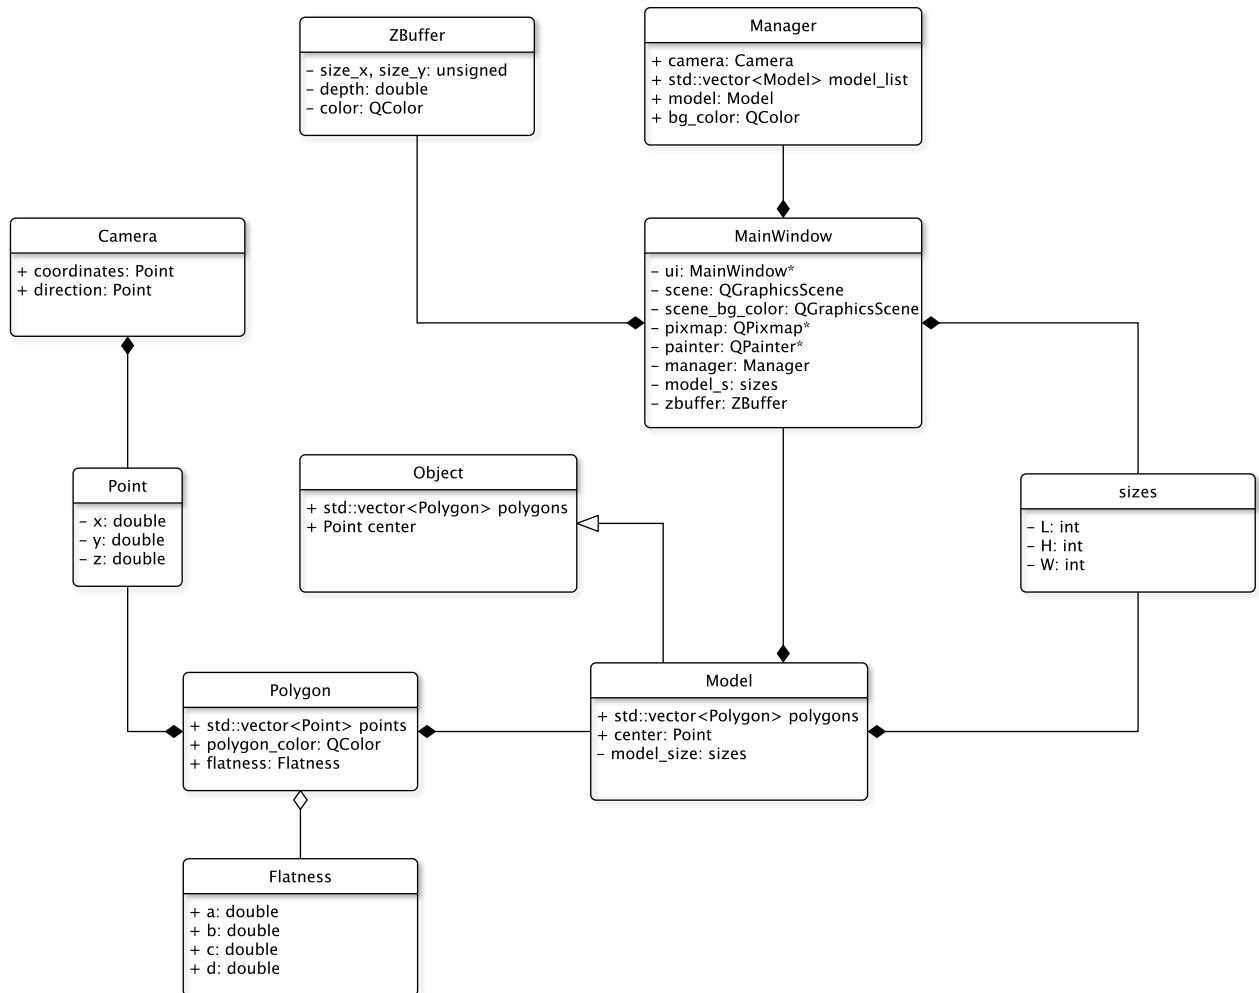 ZBuffer
– size_x, size_y: unsigned
– depth: double
– color: QColor
Manager
+ camera: Camera
+ std::vector<Model> model_list
+ model: Model
+ bg_color: QColor
Camera
+ coordinates: Point
+ direction: Point
MainWindow
– ui: MainWindow*
– scene: QGraphicsScene
– scene_bg_color: QGraphicsScene
– pixmap: QPixmap*
– painter: QPainter*
– manager: Manager
– model_s: sizes
– zbuffer: ZBuffer
Point
– x: double
– y: double
– z: double
Object
+ std::vector<Polygon> polygons
+ Point center
sizes
– L: int
– H: int
– W: int
Polygon
+ std::vector<Point> points
+ polygon_color: QColor
+ flatness: Flatness
Model
+ std::vector<Polygon> polygons
+ center: Point
– model_size: sizes
Flatness
+ a: double
+ b: double
+ c: double
+ d: double